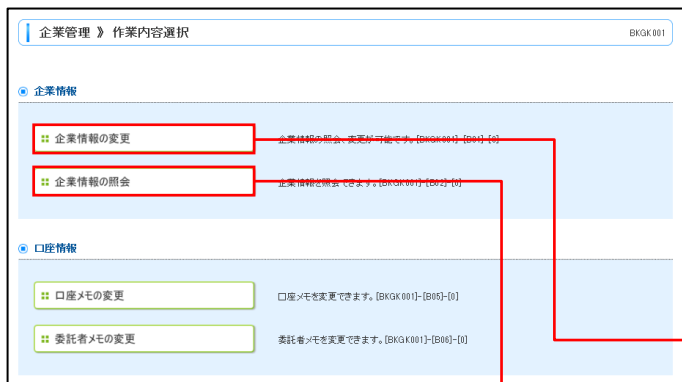 企業管理 》 作業内容選択
BKGK001
企業情報
企業情報の変更
企業情報の照会、変更が可能です。[BKGK001]-[B01]-[0]
企業情報の照会
企業情報を照会できます。[BKGK001]-[B02]-[0]
口座情報
口座メモの変更
口座メモを変更できます。[BKGK001]-[B05]-[0]
委託者メモの変更
委託者メモを変更できます。[BKGK001]-[B06]-[0]